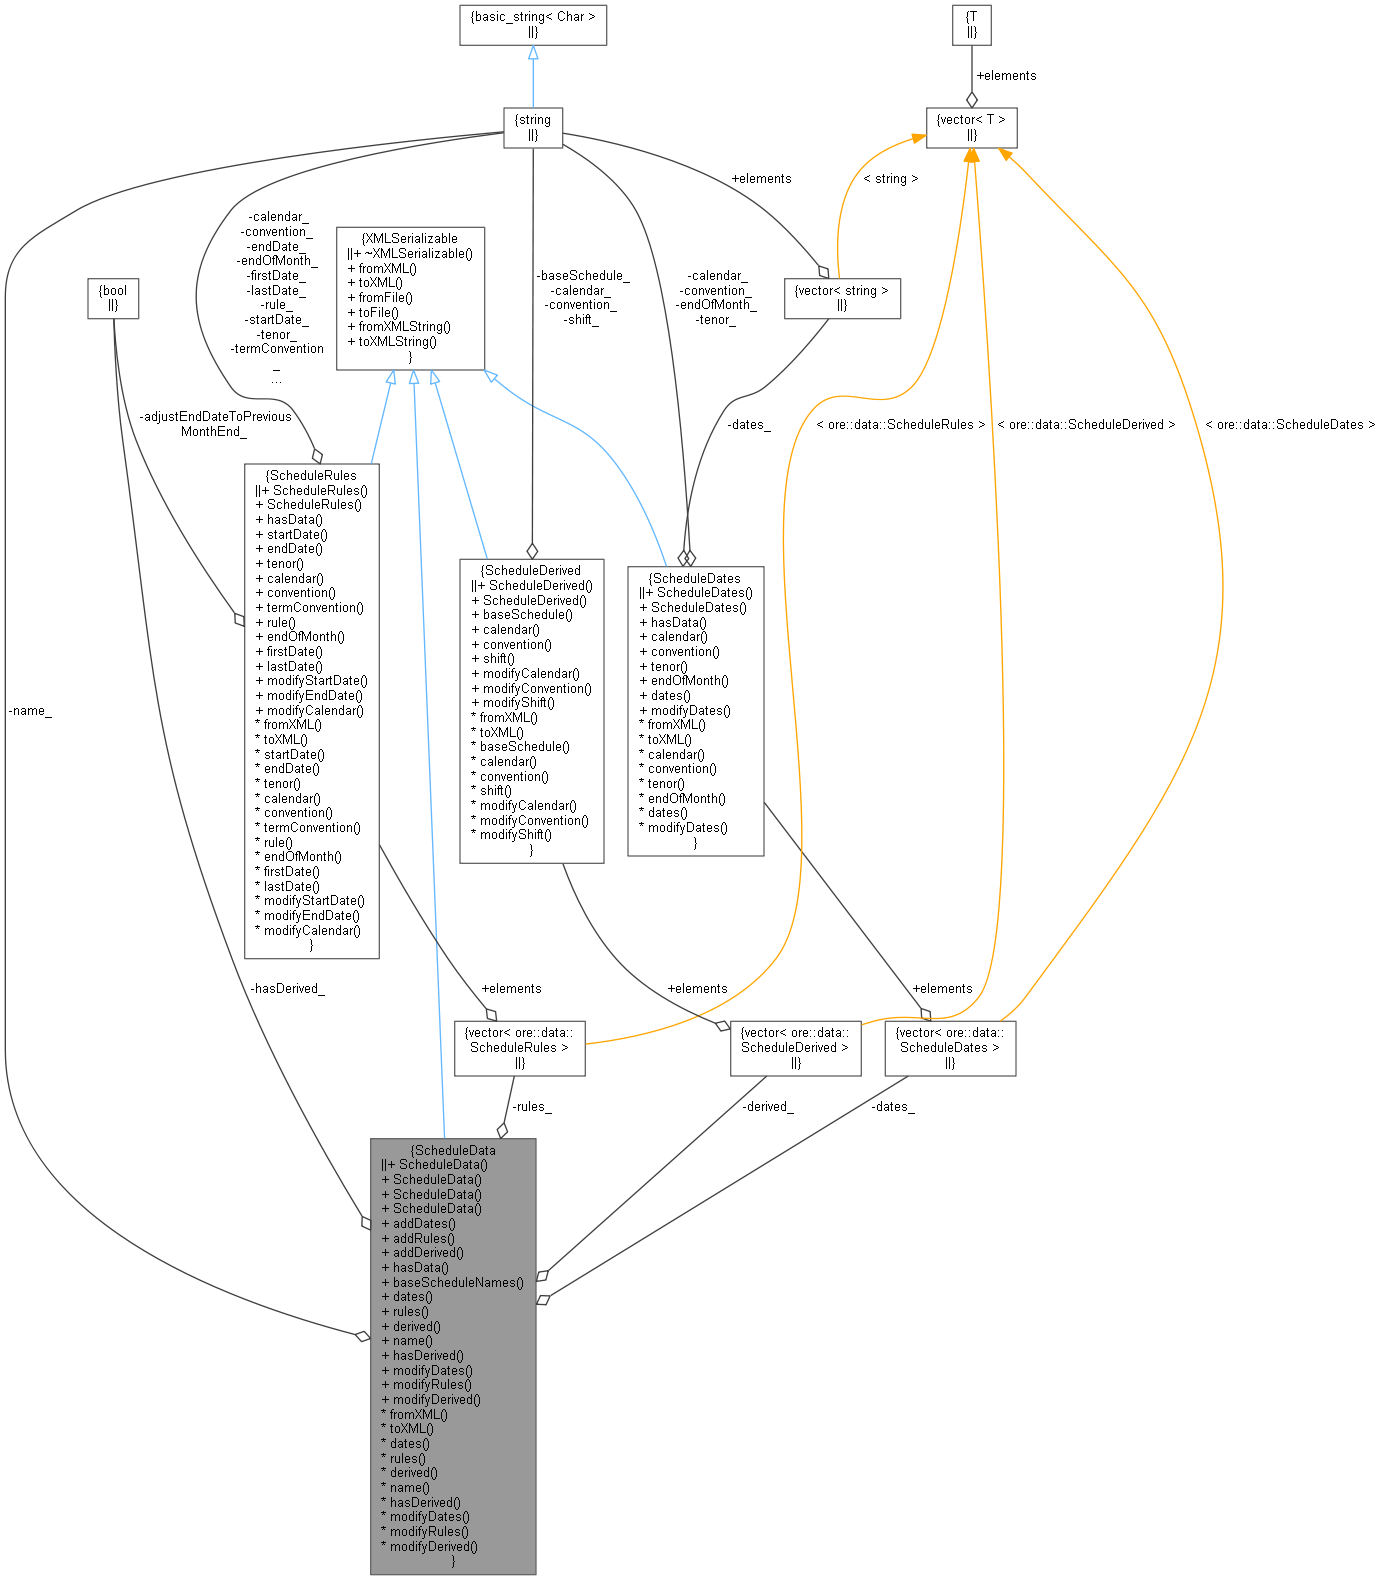 {basic_string< Char >
||}
{T
||}
+elements
{string
||}
{vector< T >
||}
+elements
< string >
-calendar_
-convention_
-endDate_
-endOfMonth_
-firstDate_
-lastDate_
-rule_
-startDate_
-tenor_
-termConvention
_
...
{XMLSerializable
||+ ~XMLSerializable()
+ fromXML()
+ toXML()
+ fromFile()
+ toFile()
+ fromXMLString()
+ toXMLString()
}
-baseSchedule_
-calendar_
-convention_
-shift_
-calendar_
-convention_
-endOfMonth_
-tenor_
{bool
||}
{vector< string >
||}
-adjustEndDateToPrevious
MonthEnd_
-dates_
< ore::data::ScheduleRules >
< ore::data::ScheduleDerived >
< ore::data::ScheduleDates >
{ScheduleRules
||+ ScheduleRules()
+ ScheduleRules()
+ hasData()
+ startDate()
+ endDate()
+ tenor()
+ calendar()
+ convention()
+ termConvention()
+ rule()
+ endOfMonth()
+ firstDate()
+ lastDate()
+ modifyStartDate()
+ modifyEndDate()
+ modifyCalendar()
* fromXML()
* toXML()
* startDate()
* endDate()
* tenor()
* calendar()
* convention()
* termConvention()
* rule()
* endOfMonth()
* firstDate()
* lastDate()
* modifyStartDate()
* modifyEndDate()
* modifyCalendar()
}
{ScheduleDerived
||+ ScheduleDerived()
+ ScheduleDerived()
+ baseSchedule()
+ calendar()
+ convention()
+ shift()
+ modifyCalendar()
+ modifyConvention()
+ modifyShift()
* fromXML()
* toXML()
* baseSchedule()
* calendar()
* convention()
* shift()
* modifyCalendar()
* modifyConvention()
* modifyShift()
}
{ScheduleDates
||+ ScheduleDates()
+ ScheduleDates()
+ hasData()
+ calendar()
+ convention()
+ tenor()
+ endOfMonth()
+ dates()
+ modifyDates()
* fromXML()
* toXML()
* calendar()
* convention()
* tenor()
* endOfMonth()
* dates()
* modifyDates()
}
-name_
-hasDerived_
+elements
+elements
+elements
{vector< ore::data::
ScheduleRules >
||}
{vector< ore::data::
ScheduleDerived >
||}
{vector< ore::data::
ScheduleDates >
||}
-rules_
-derived_
-dates_
{ScheduleData
||+ ScheduleData()
+ ScheduleData()
+ ScheduleData()
+ ScheduleData()
+ addDates()
+ addRules()
+ addDerived()
+ hasData()
+ baseScheduleNames()
+ dates()
+ rules()
+ derived()
+ name()
+ hasDerived()
+ modifyDates()
+ modifyRules()
+ modifyDerived()
* fromXML()
* toXML()
* dates()
* rules()
* derived()
* name()
* hasDerived()
* modifyDates()
* modifyRules()
* modifyDerived()
}